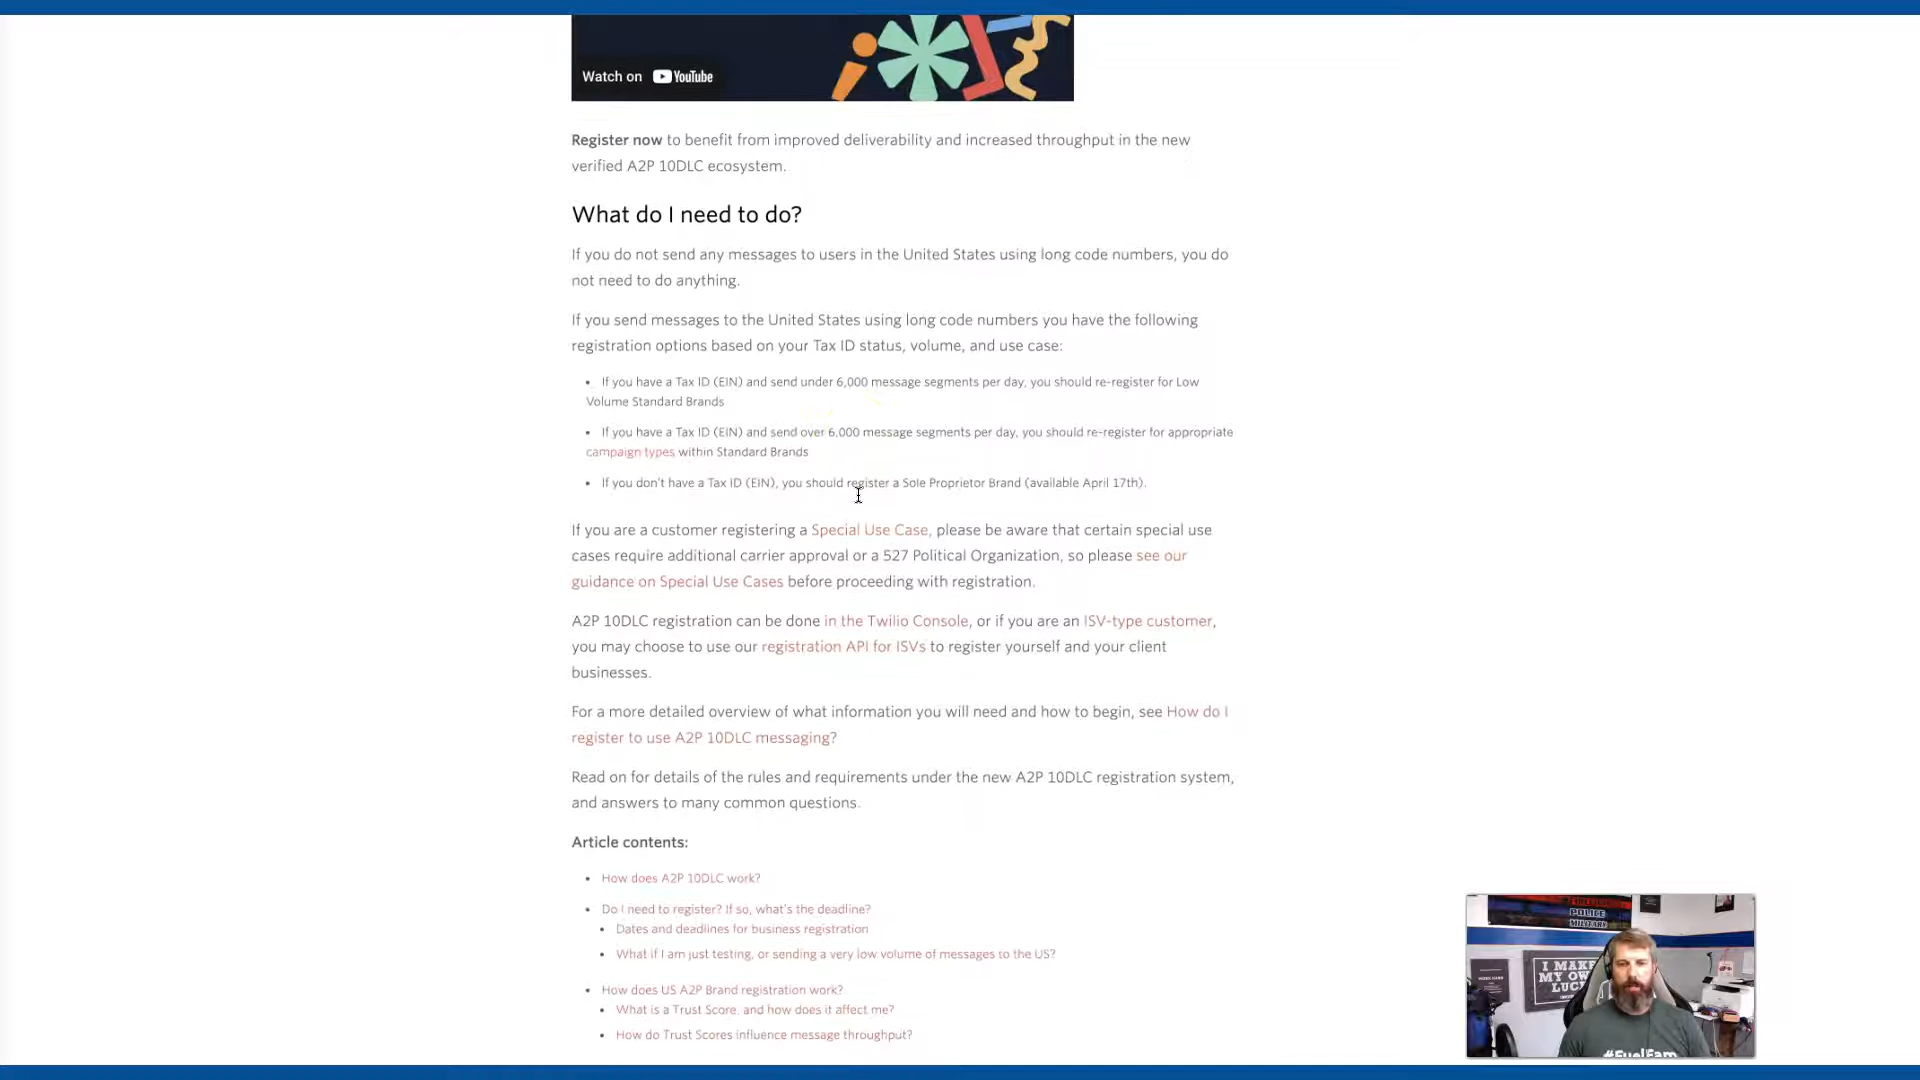 Watch on YouTube
Register now to benefit from improved deliverability and increased throughput in the new
verified A2P 10DLC ecosystem.
What do I need to do?
If you do not send any messages to users in the United States using long code numbers, you do
not need to do anything.
If you send messages to the United States using long code numbers you have the following
registration options based on your Tax ID status, volume, and use case:
• If you have a Tax ID (EIN) and send under 6,000 message segments per day, you should re-register for Low
Volume Standard Brands
• If you have a Tax ID (EIN) and send over 6,000 message segments per day, you should re-register for appropriate
campaign types within Standard Brands
• If you don't have a Tax ID (EIN), you should register a Sole Proprietor Brand (available April 17th).
If you are a customer registering a Special Use Case, please be aware that certain special use
cases require additional carrier approval or a 527 Political Organization, so please see our
guidance on Special Use Cases before proceeding with registration.
A2P 10DLC registration can be done in the Twilio Console, or if you are an ISV-type customer,
you may choose to use our registration API for ISVs to register yourself and your client
businesses.
For a more detailed overview of what information you will need and how to begin, see How do I
register to use A2P 10DLC messaging?
Read on for details of the rules and requirements under the new A2P 10DLC registration system,
and answers to many common questions.
Article contents:
• How does A2P 10DLC work?
• Do I need to register? If so, what's the deadline?
• Dates and deadlines for business registration
• What if I am just testing, or sending a very low volume of messages to the US?
• How does US A2P Brand registration work?
• What is a Trust Score, and how does it affect me?
• How do Trust Scores influence message throughput?
POLICE
MILITARY
I MAKE
MY OWN
LUCK
#FuelFam